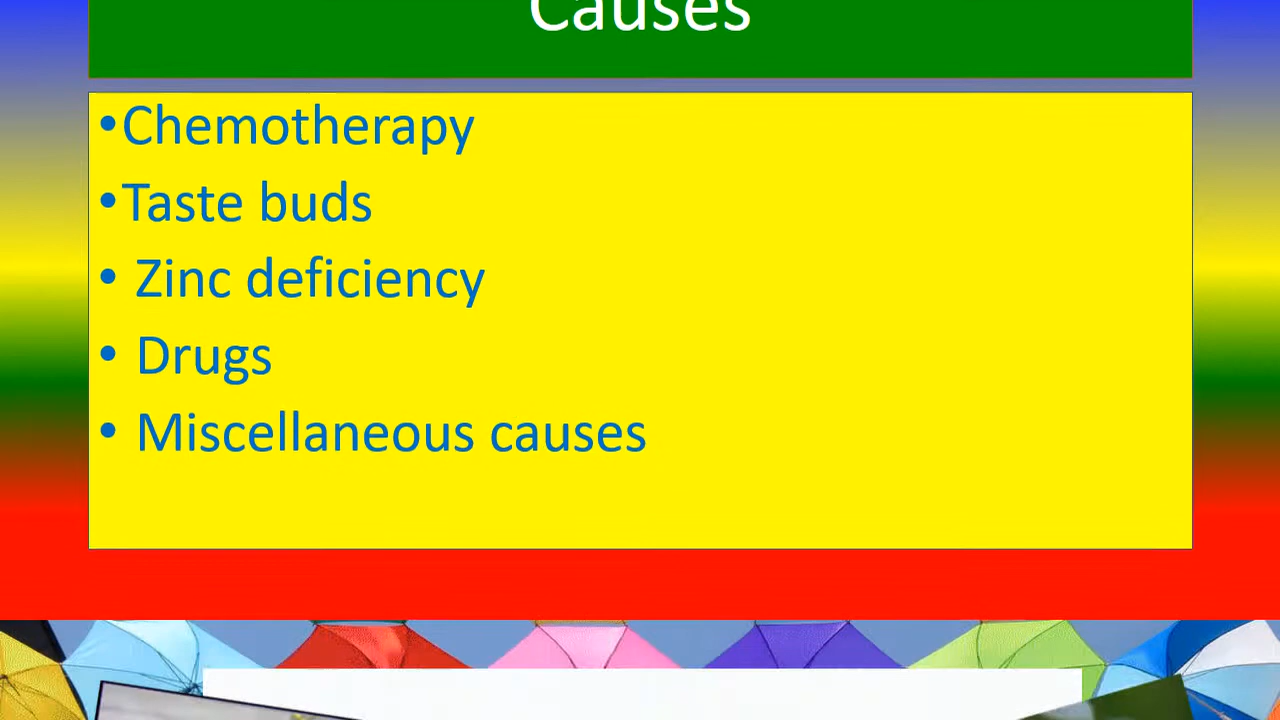 Causes
•Chemotherapy
•Taste buds
• Zinc deficiency
• Drugs
• Miscellaneous causes